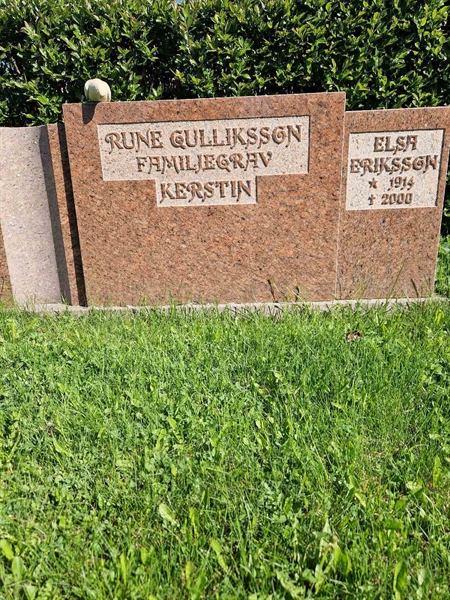 RUNE GULLIKSSON
FAMILJEGRAV
KERSTIN
ELSA
ERIKSSON
* 1914
† 2000